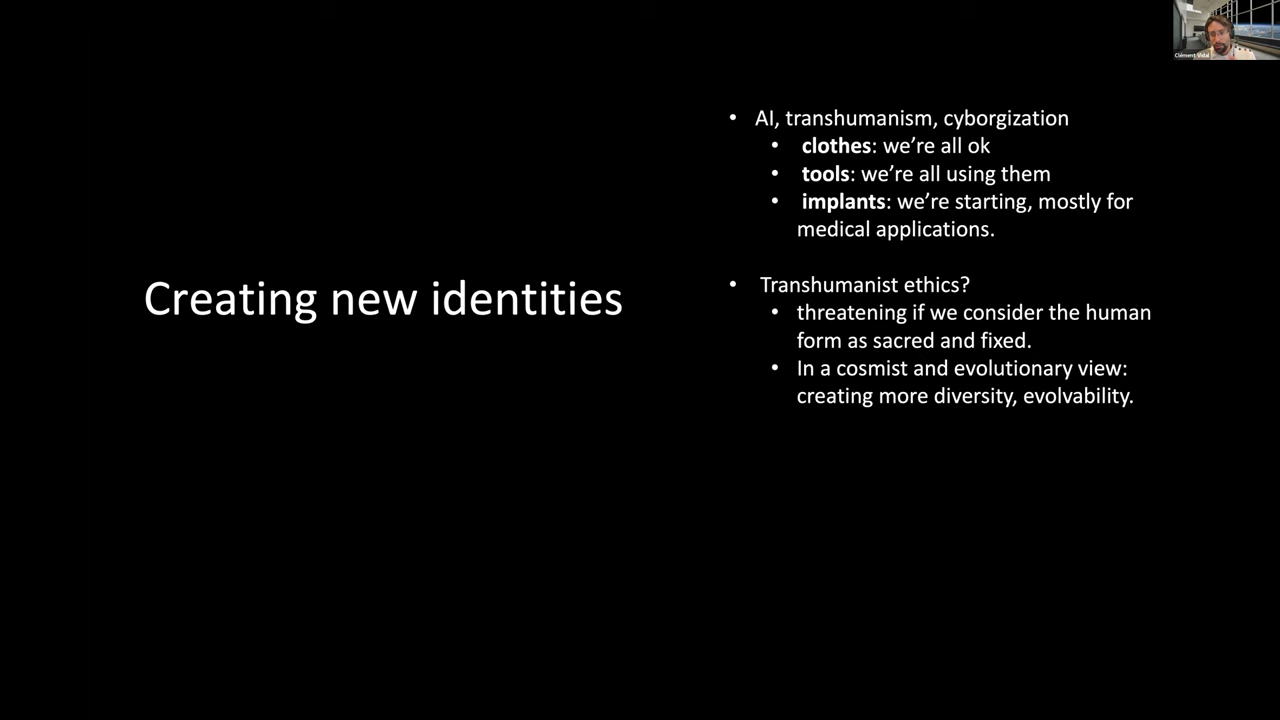 Clément Vidal
Creating new identities
• AI, transhumanism, cyborgization
• clothes: we’re all ok
• tools: we’re all using them
• implants: we’re starting, mostly for
medical applications.
• Transhumanist ethics?
• threatening if we consider the human
form as sacred and fixed.
• In a cosmist and evolutionary view:
creating more diversity, evolvability.